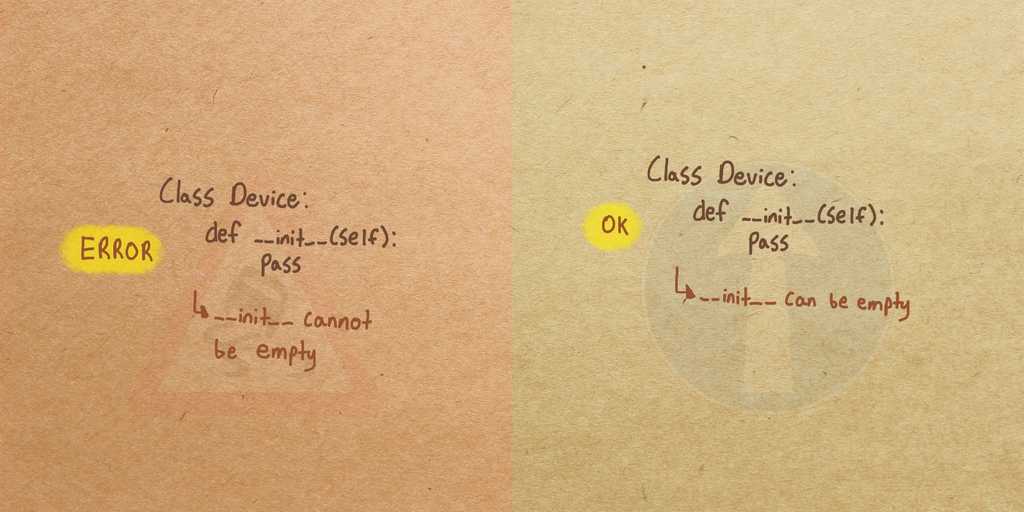 Class Device:
def __init__(self):
pass
ERROR
↳ __init__ cannot
be empty
Class Device:
def __init__(self):
pass
OK
↳ __init__ can be empty